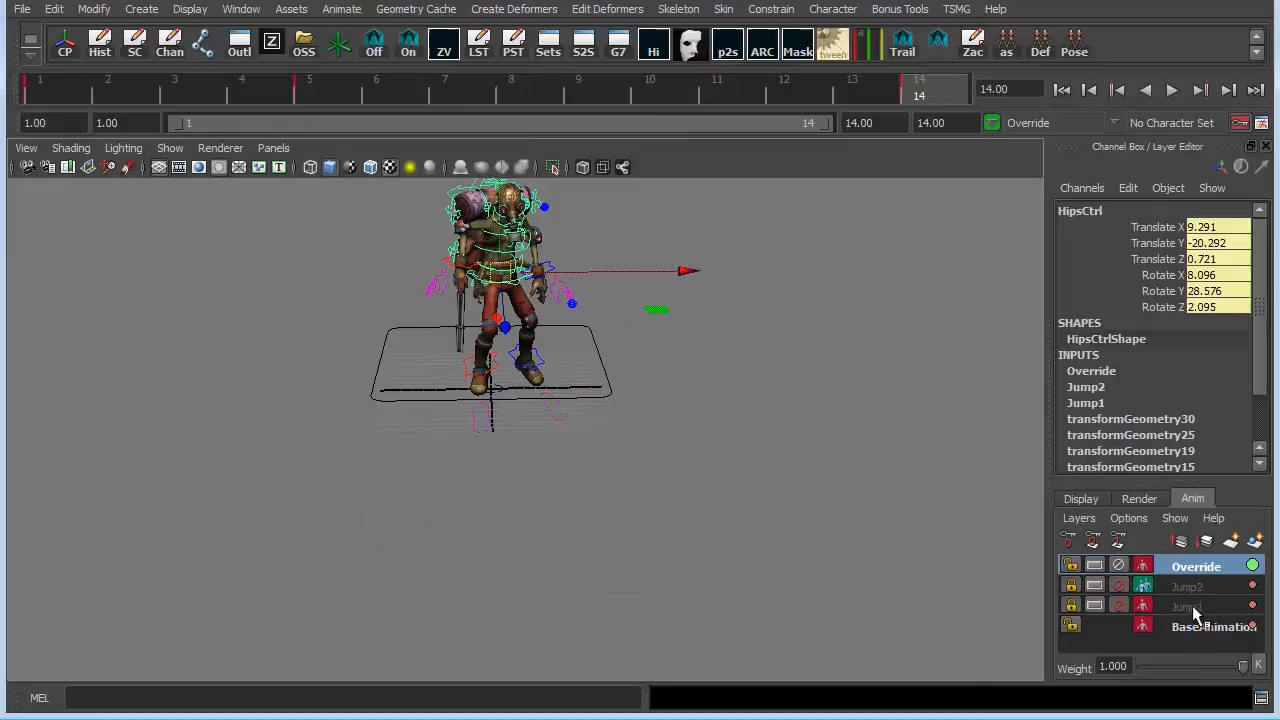 File Edit Modify Create Display Window Assets Animate Geometry Cache Create Deformers Edit Deformers Skeleton Skin Constrain Character Bonus Tools TSMG Help
CP Hist SC Chan Outl Z OSS Off On ZV LST PST Sets S2S G7 Hi p2s ARC Mask tween Trail Zac as Def Pose
1 2 3 4 5 6 7 8 9 10 11 12 13 14
14
14.00
1.00 1.00 1 14 14.00 14.00 Override No Character Set
View Shading Lighting Show Renderer Panels
Channel Box / Layer Editor
Channels Edit Object Show
HipsCtrl
Translate X 9.291
Translate Y -20.292
Translate Z 0.721
Rotate X 8.096
Rotate Y 28.576
Rotate Z 2.095
SHAPES
HipsCtrlShape
INPUTS
Override
Jump2
Jump1
transformGeometry30
transformGeometry25
transformGeometry19
transformGeometry15
Display Render Anim
Layers Options Show Help
Override
Jump2
Jump1
BaseAnimation
Weight 1.000 K
MEL